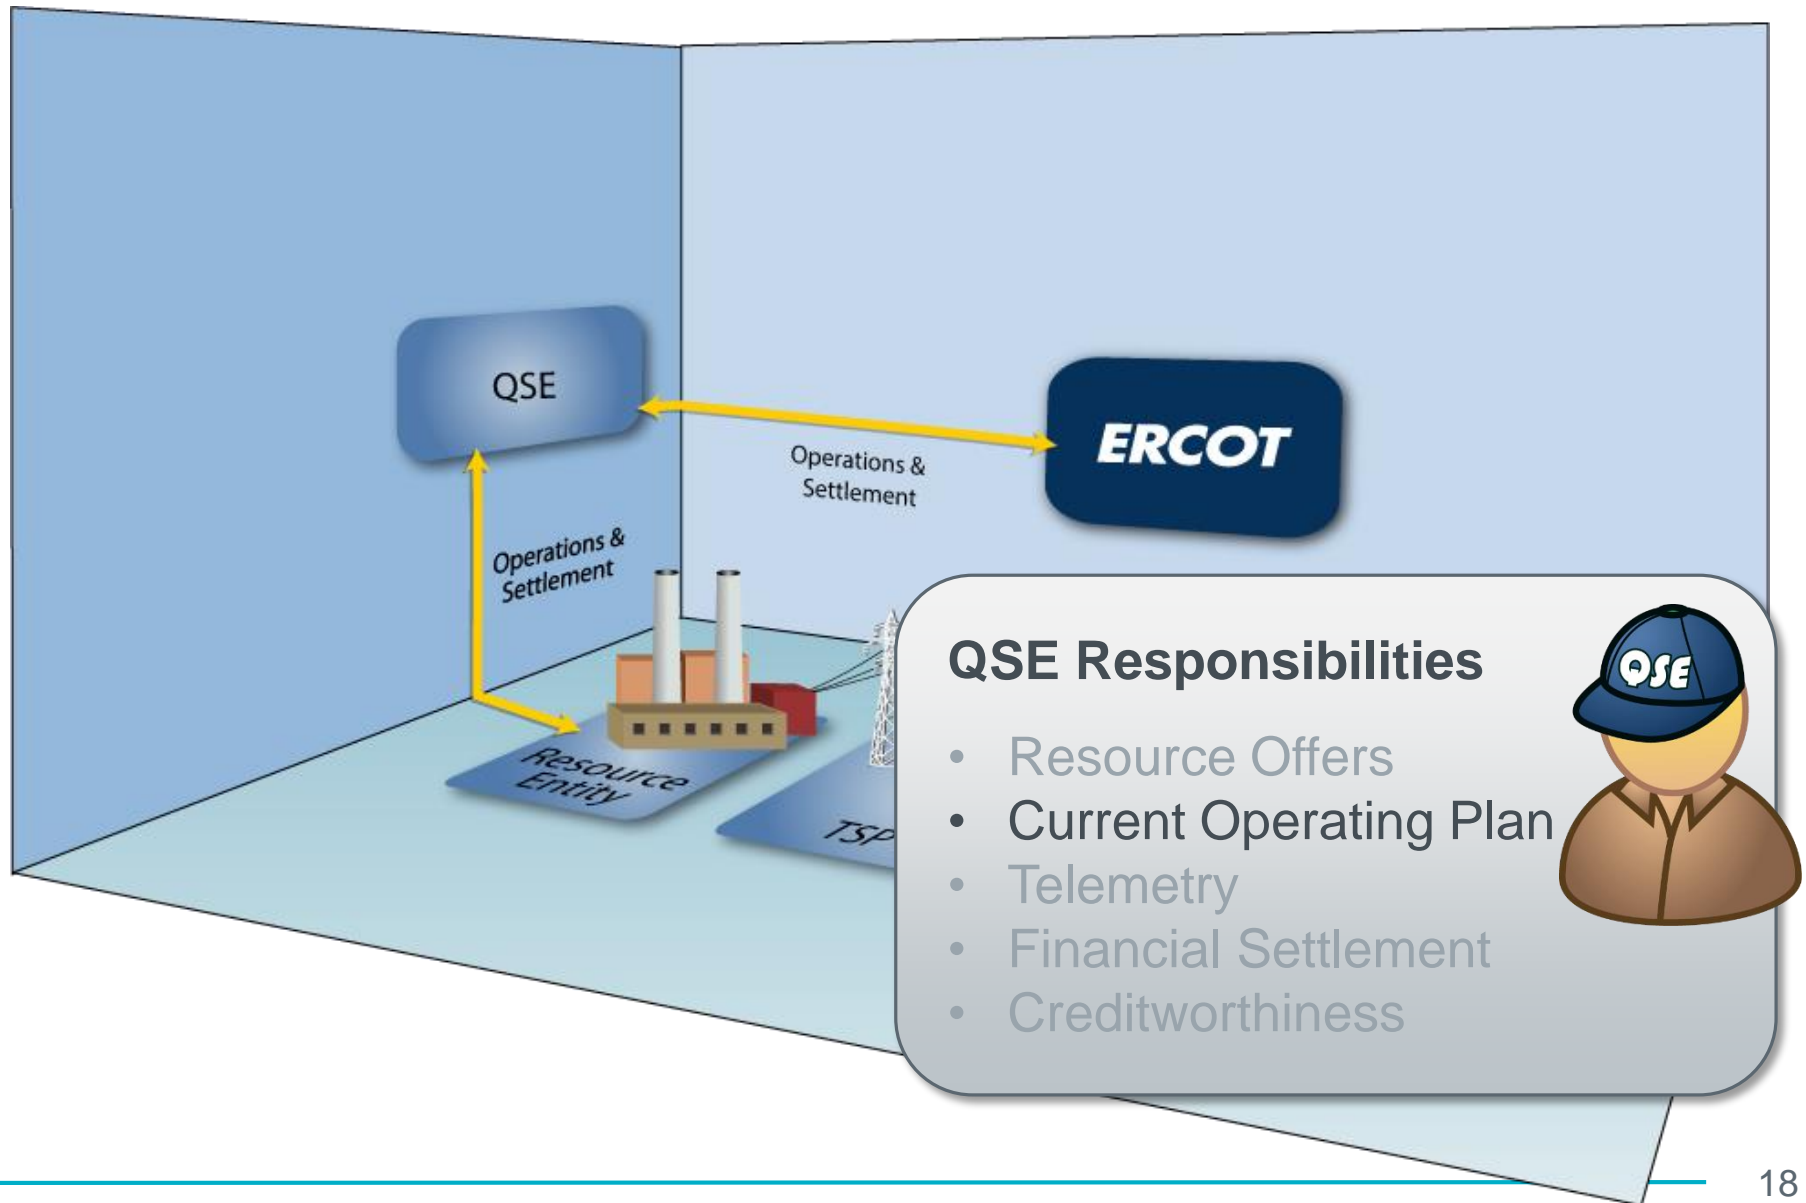 QSE
ERCOT
Operations &
Settlement
Operations &
Settlement
Resource
Entity
TSP
QSE Responsibilities
QSE
• Resource Offers
• Current Operating Plan
• Telemetry
• Financial Settlement
• Creditworthiness
18